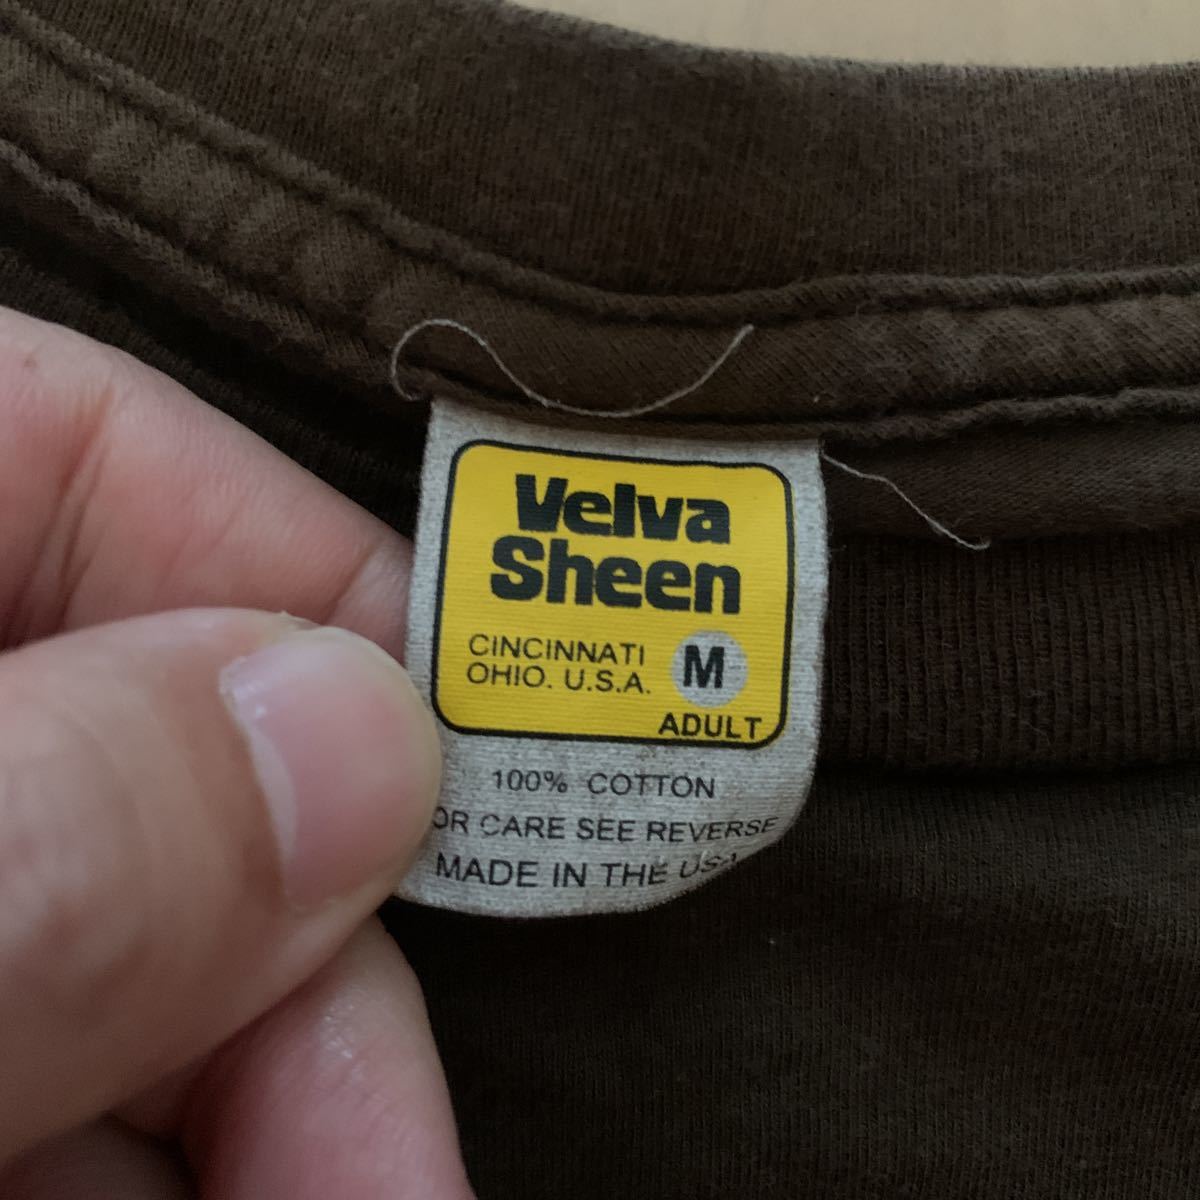 Velva
Sheen
CINCINNATI
OHIO. U.S.A.
M
ADULT
100% COTTON
OR CARE SEE REVERSE
MADE IN THE USA